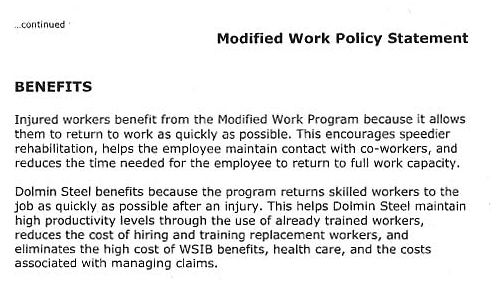 ...continued
Modified Work Policy Statement
BENEFITS
Injured workers benefit from the Modified Work Program because it allows
them to return to work as quickly as possible. This encourages speedier
rehabilitation, helps the employee maintain contact with co-workers, and
reduces the time needed for the employee to return to full work capacity.
Dolmin Steel benefits because the program returns skilled workers to the
job as quickly as possible after an injury. This helps Dolmin Steel maintain
high productivity levels through the use of already trained workers,
reduces the cost of hiring and training replacement workers, and
eliminates the high cost of WSIB benefits, health care, and the costs
associated with managing claims.